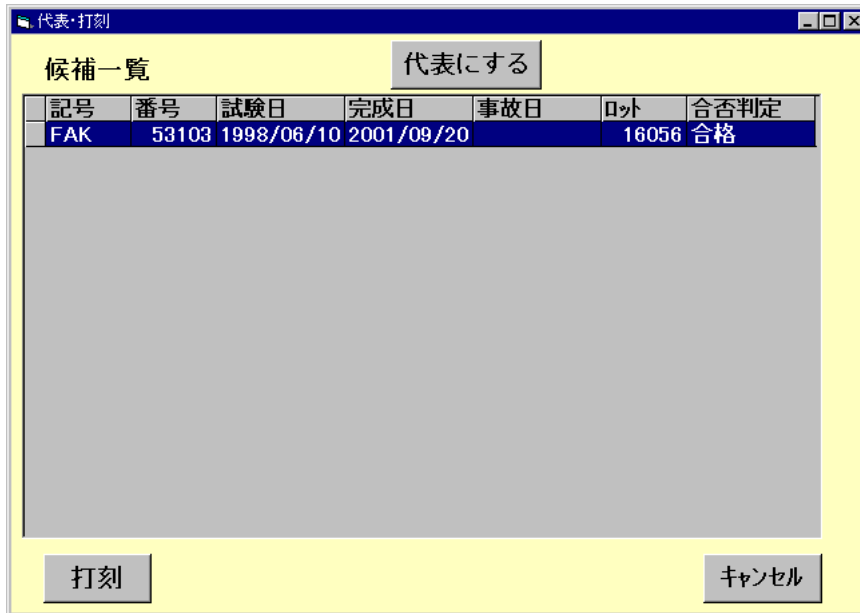 代表・打刻
候補一覧 代表にする
記号 番号 試験日 完成日 事故日 ロット 合否判定
FAK 53103 1998/06/10 2001/09/20 16056 合格
打刻 キャンセル